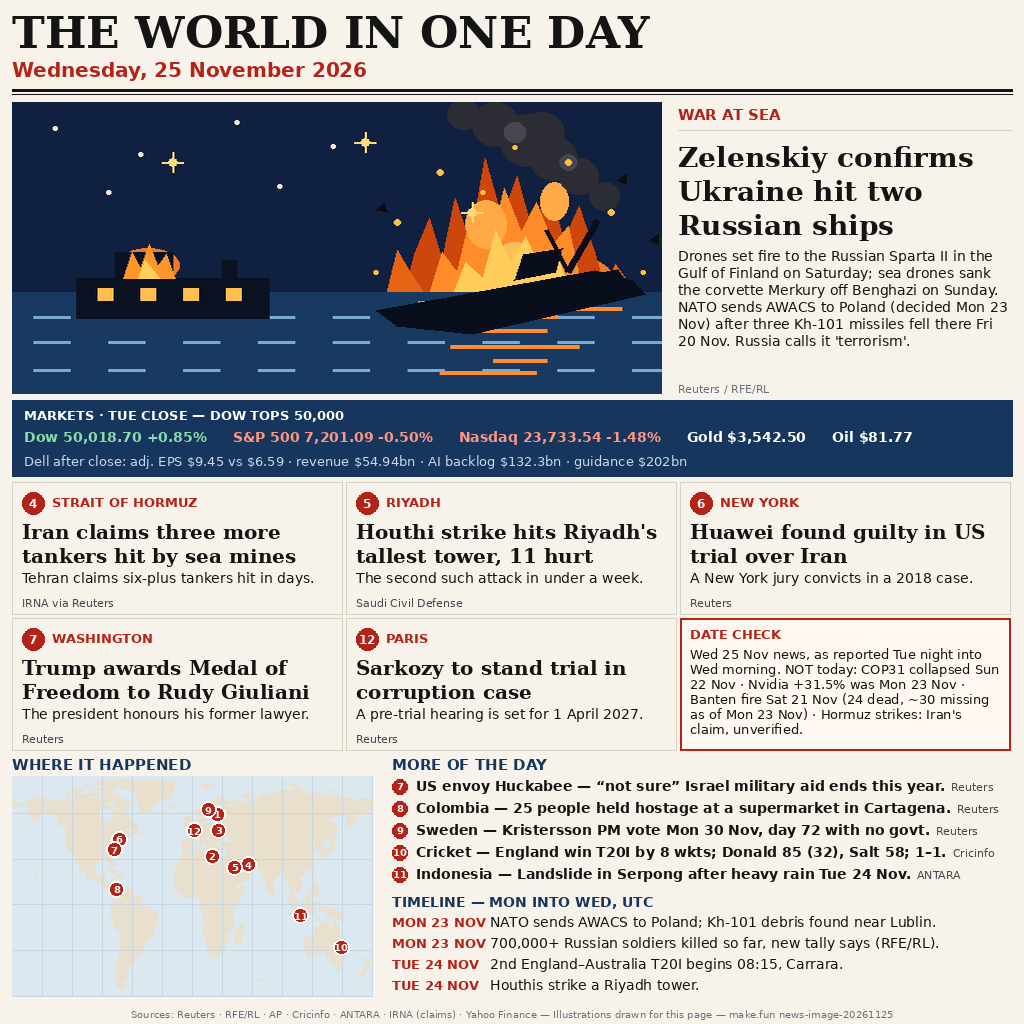 THE WORLD IN ONE DAY
Wednesday, 25 November 2026
WAR AT SEA
Zelenskiy confirms
Ukraine hit two
Russian ships
Drones set fire to the Russian Sparta II in the
Gulf of Finland on Saturday; sea drones sank
the corvette Merkury off Benghazi on Sunday.
NATO sends AWACS to Poland (decided Mon 23
Nov) after three Kh-101 missiles fell there Fri
20 Nov. Russia calls it 'terrorism'.
Reuters / RFE/RL
MARKETS · TUE CLOSE — DOW TOPS 50,000
Dow 50,018.70 +0.85% S&P 500 7,201.09 -0.50% Nasdaq 23,733.54 -1.48% Gold $3,542.50 Oil $81.77
Dell after close: adj. EPS $9.45 vs $6.59 · revenue $54.94bn · AI backlog $132.3bn · guidance $202bn
4 STRAIT OF HORMUZ
Iran claims three more
tankers hit by sea mines
Tehran claims six-plus tankers hit in days.
IRNA via Reuters
5 RIYADH
Houthi strike hits Riyadh's
tallest tower, 11 hurt
The second such attack in under a week.
Saudi Civil Defense
6 NEW YORK
Huawei found guilty in US
trial over Iran
A New York jury convicts in a 2018 case.
Reuters
7 WASHINGTON
Trump awards Medal of
Freedom to Rudy Giuliani
The president honours his former lawyer.
Reuters
12 PARIS
Sarkozy to stand trial in
corruption case
A pre-trial hearing is set for 1 April 2027.
Reuters
DATE CHECK
Wed 25 Nov news, as reported Tue night into
Wed morning. NOT today: COP31 collapsed Sun
22 Nov · Nvidia +31.5% was Mon 23 Nov ·
Banten fire Sat 21 Nov (24 dead, ~30 missing
as of Mon 23 Nov) · Hormuz strikes: Iran's
claim, unverified.
WHERE IT HAPPENED
9 1
12 3
6
7
2
5 4
8
11
10
MORE OF THE DAY
7 US envoy Huckabee — “not sure” Israel military aid ends this year. Reuters
8 Colombia — 25 people held hostage at a supermarket in Cartagena. Reuters
9 Sweden — Kristersson PM vote Mon 30 Nov, day 72 with no govt. Reuters
10 Cricket — England win T20I by 8 wkts; Donald 85 (32), Salt 58; 1–1. Cricinfo
11 Indonesia — Landslide in Serpong after heavy rain Tue 24 Nov. ANTARA
TIMELINE — MON INTO WED, UTC
MON 23 NOV NATO sends AWACS to Poland; Kh-101 debris found near Lublin.
MON 23 NOV 700,000+ Russian soldiers killed so far, new tally says (RFE/RL).
TUE 24 NOV 2nd England–Australia T20I begins 08:15, Carrara.
TUE 24 NOV Houthis strike a Riyadh tower.
Sources: Reuters · RFE/RL · AP · Cricinfo · ANTARA · IRNA (claims) · Yahoo Finance — Illustrations drawn for this page — make.fun news-image-20261125